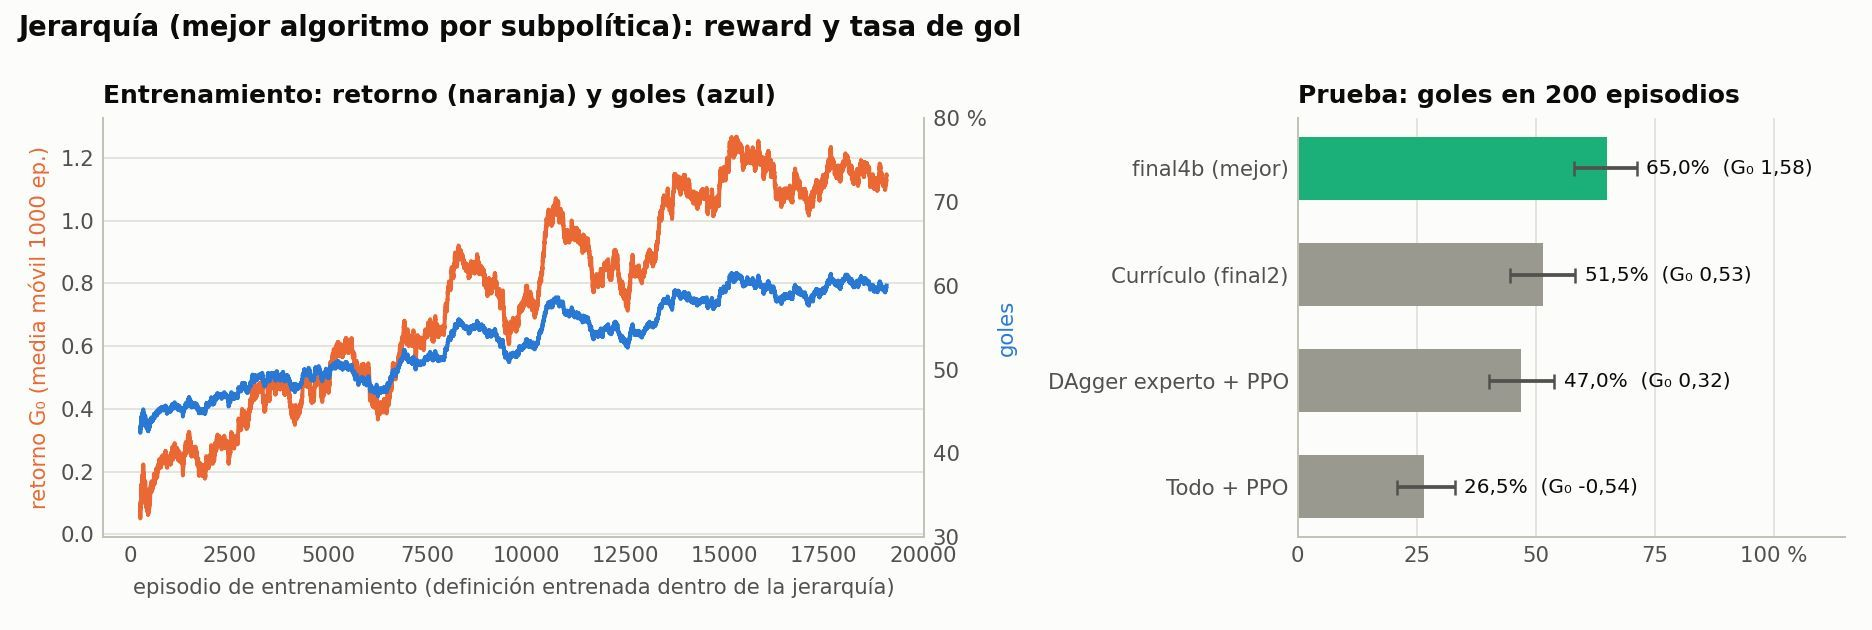 Jerarquía (mejor algoritmo por subpolítica): reward y tasa de gol
Entrenamiento: retorno (naranja) y goles (azul)
retorno G₀ (media móvil 1000 ep.)
1.2
1.0
0.8
0.6
0.4
0.2
0.0
0 2500 5000 7500 10000 12500 15000 17500 20000
episodio de entrenamiento (definición entrenada dentro de la jerarquía)
80 %
70
60
50
40
30
goles
Prueba: goles en 200 episodios
final4b (mejor) 65,0% (G₀ 1,58)
Currículo (final2) 51,5% (G₀ 0,53)
DAgger experto + PPO 47,0% (G₀ 0,32)
Todo + PPO 26,5% (G₀ -0,54)
0 25 50 75 100 %